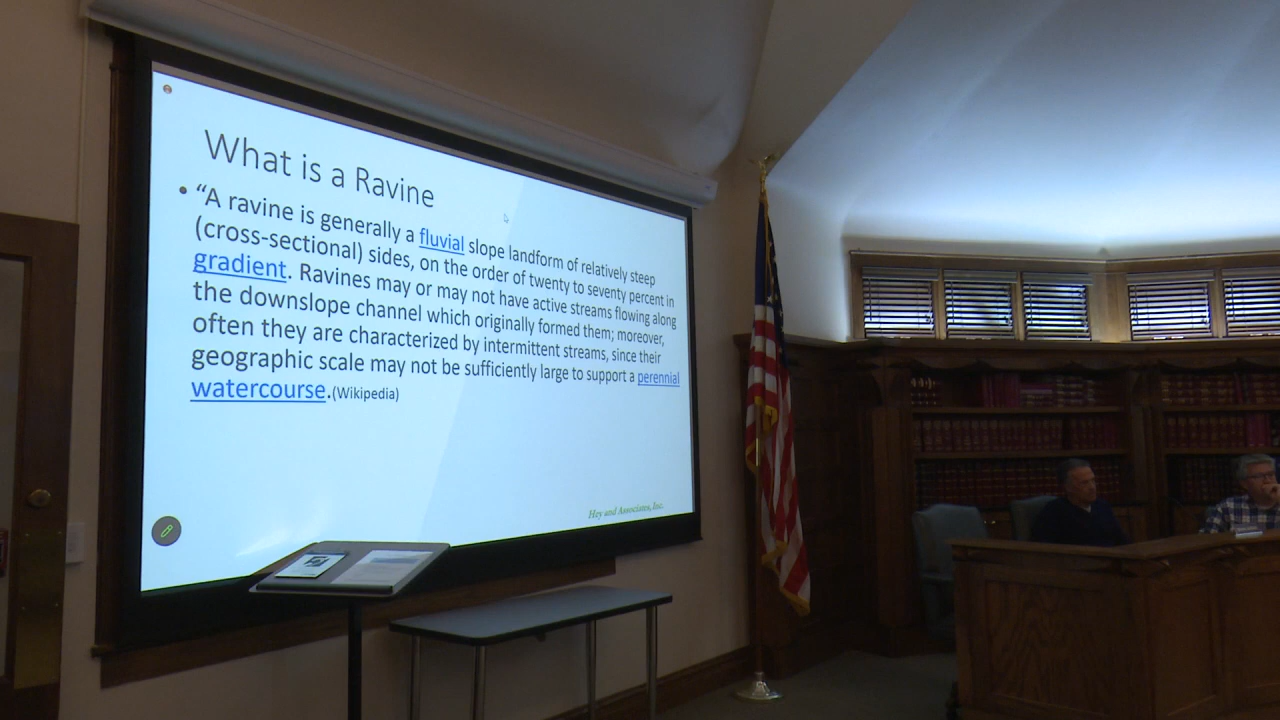 What is a Ravine
• “A ravine is generally a fluvial slope landform of relatively steep
(cross-sectional) sides, on the order of twenty to seventy percent in
gradient. Ravines may or may not have active streams flowing along
the downslope channel which originally formed them; moreover,
often they are characterized by intermittent streams, since their
geographic scale may not be sufficiently large to support a perennial
watercourse.(Wikipedia)
Hey and Associates, Inc.